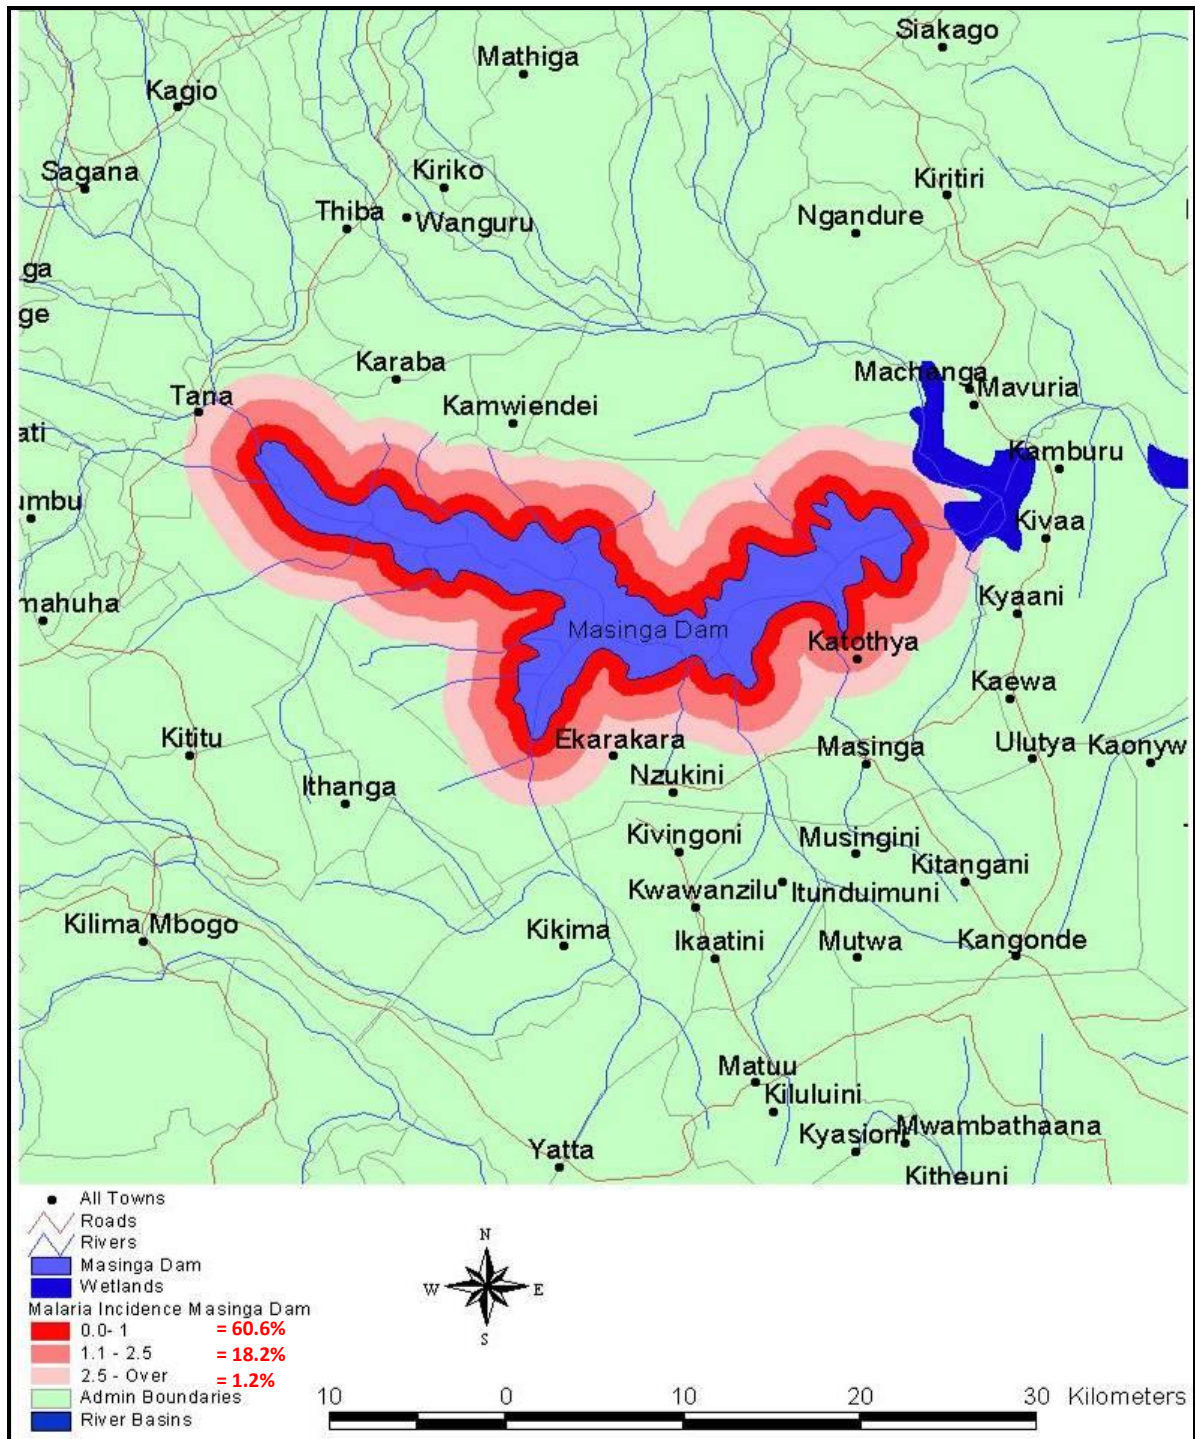 Siakago
Mathiga
Kagio
Sagana
Kiriko
Kiritiri
Thiba
Wanguru
Ngandure
ga
ge
Karaba
Machanga
Mavuria
Tana
Kamwiendei
ati
Kamburu
umbu
Kivaa
mahuha
Kyaani
Masinga Dam
Katothya
Kaewa
Kititu
Ekarakara
Masinga
Ulutya
Kaonyw
Ithanga
Nzukini
Kivingoni
Musingini
Kitangani
Kwawanzilu
Itunduimuni
Kilima Mbogo
Kikima
Ikaatini
Mutwa
Kangonde
Matuu
Kiluluini
Kyasioni
Mwambathaana
Yatta
Kitheuni
All Towns
Roads
Rivers
Masinga Dam
Wetlands
Malaria Incidence Masinga Dam
0.0- 1 = 60.6%
1.1 - 2.5 = 18.2%
2.5 - Over = 1.2%
Admin Boundaries
River Basins
N
W E
S
10 0 10 20 30 Kilometers